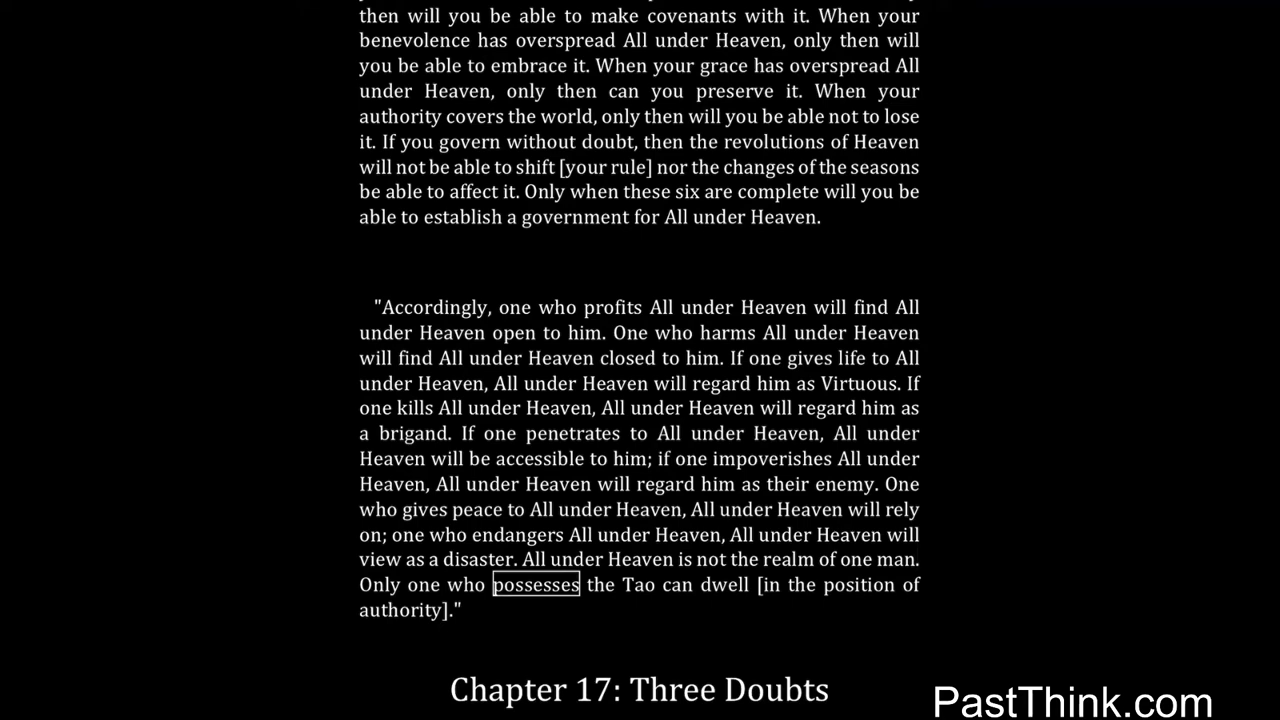 then will you be able to make covenants with it. When your
benevolence has overspread All under Heaven, only then will
you be able to embrace it. When your grace has overspread All
under Heaven, only then can you preserve it. When your
authority covers the world, only then will you be able not to lose
it. If you govern without doubt, then the revolutions of Heaven
will not be able to shift [your rule] nor the changes of the seasons
be able to affect it. Only when these six are complete will you be
able to establish a government for All under Heaven.
"Accordingly, one who profits All under Heaven will find All
under Heaven open to him. One who harms All under Heaven
will find All under Heaven closed to him. If one gives life to All
under Heaven, All under Heaven will regard him as Virtuous. If
one kills All under Heaven, All under Heaven will regard him as
a brigand. If one penetrates to All under Heaven, All under
Heaven will be accessible to him; if one impoverishes All under
Heaven, All under Heaven will regard him as their enemy. One
who gives peace to All under Heaven, All under Heaven will rely
on; one who endangers All under Heaven, All under Heaven will
view as a disaster. All under Heaven is not the realm of one man.
Only one who possesses the Tao can dwell [in the position of
authority]."
Chapter 17: Three Doubts
PastThink.com